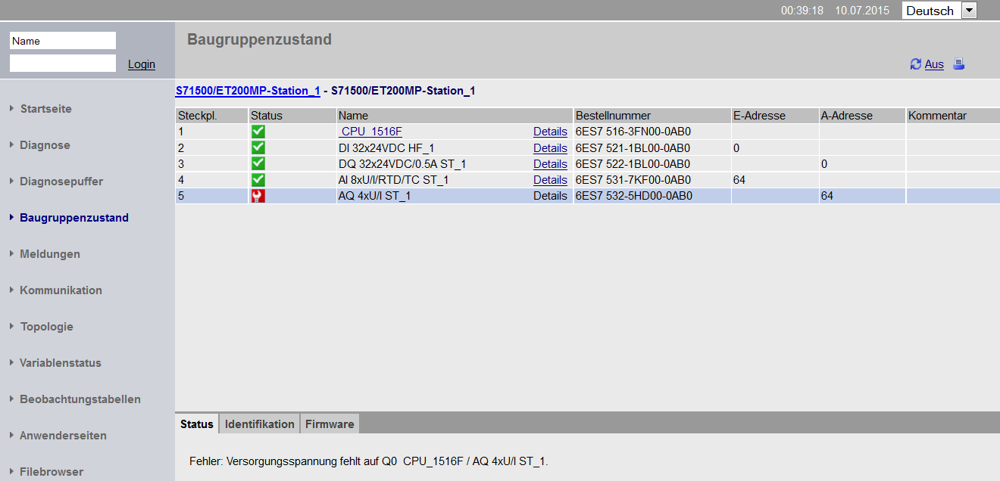 00:39:18 10.07.2015 Deutsch
Name
Login
Baugruppenzustand
Aus
S71500/ET200MP-Station_1 - S71500/ET200MP-Station_1
Startseite
Diagnose
Diagnosepuffer
Baugruppenzustand
Meldungen
Kommunikation
Topologie
Variablenstatus
Beobachtungstabellen
Anwenderseiten
Filebrowser
Steckpl. Status Name Bestellnummer E-Adresse A-Adresse Kommentar
1 CPU_1516F Details 6ES7 516-3FN00-0AB0
2 DI 32x24VDC HF_1 Details 6ES7 521-1BL00-0AB0 0
3 DQ 32x24VDC/0.5A ST_1 Details 6ES7 522-1BL00-0AB0 0
4 AI 8xU/I/RTD/TC ST_1 Details 6ES7 531-7KF00-0AB0 64
5 AQ 4xU/I ST_1 Details 6ES7 532-5HD00-0AB0 64
Status Identifikation Firmware
Fehler: Versorgungsspannung fehlt auf Q0 CPU_1516F / AQ 4xU/I ST_1.